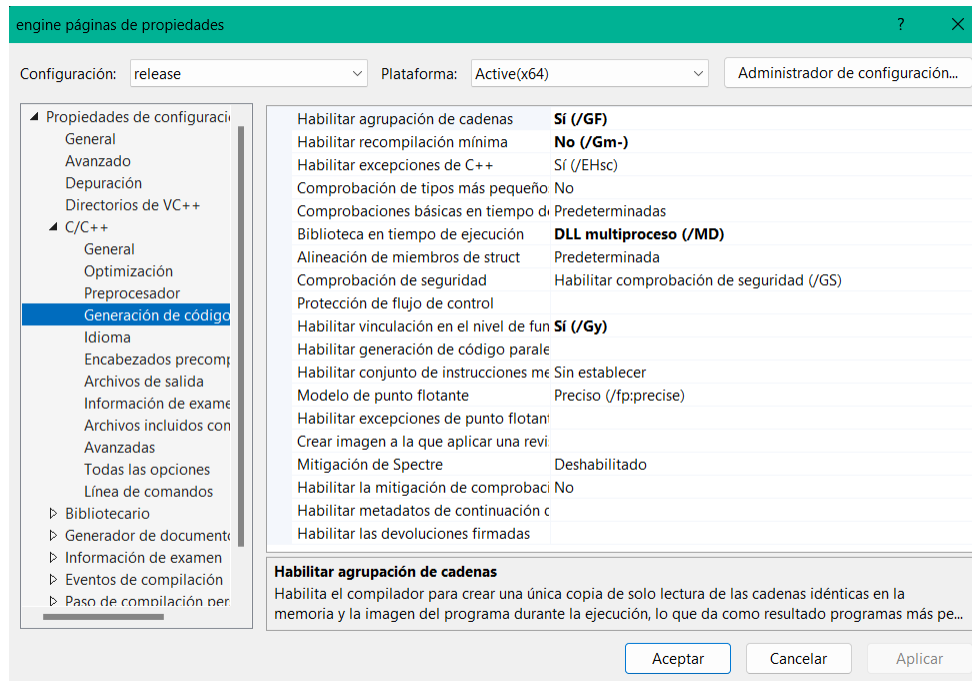 engine páginas de propiedades
?
Configuración: release Plataforma: Active(x64) Administrador de configuración...
Propiedades de configuraci
General
Avanzado
Depuración
Directorios de VC++
C/C++
General
Optimización
Preprocesador
Generación de código
Idioma
Encabezados precomp
Archivos de salida
Información de exame
Archivos incluidos con
Avanzadas
Todas las opciones
Línea de comandos
Bibliotecario
Generador de documento
Información de examen
Eventos de compilación
Paso de compilación per
Habilitar agrupación de cadenas Sí (/GF)
Habilitar recompilación mínima No (/Gm-)
Habilitar excepciones de C++ Sí (/EHsc)
Comprobación de tipos más pequeño No
Comprobaciones básicas en tiempo de Predeterminadas
Biblioteca en tiempo de ejecución DLL multiproceso (/MD)
Alineación de miembros de struct Predeterminada
Comprobación de seguridad Habilitar comprobación de seguridad (/GS)
Protección de flujo de control
Habilitar vinculación en el nivel de fun Sí (/Gy)
Habilitar generación de código parale
Habilitar conjunto de instrucciones me Sin establecer
Modelo de punto flotante Preciso (/fp:precise)
Habilitar excepciones de punto flotant
Crear imagen a la que aplicar una revi
Mitigación de Spectre Deshabilitado
Habilitar la mitigación de comprobaci No
Habilitar metadatos de continuación d
Habilitar las devoluciones firmadas
Habilitar agrupación de cadenas
Habilita el compilador para crear una única copia de solo lectura de las cadenas idénticas en la
memoria y la imagen del programa durante la ejecución, lo que da como resultado programas más pe...
Aceptar Cancelar Aplicar